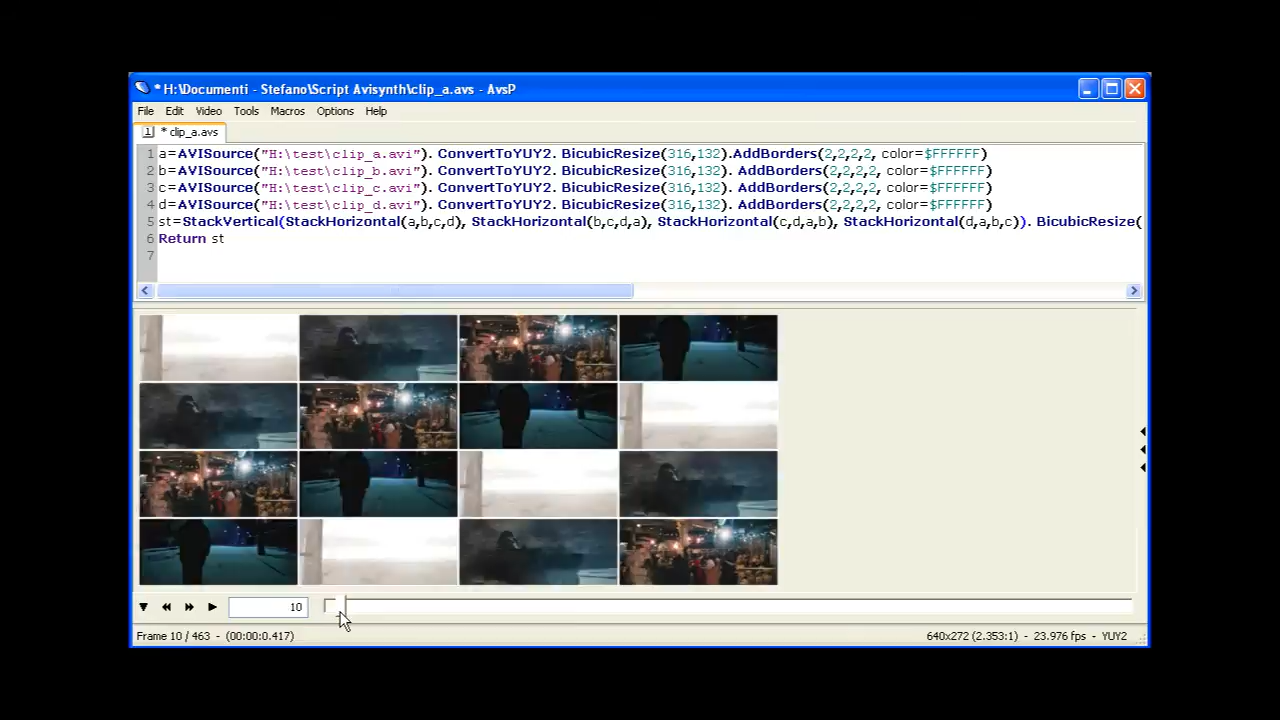 * H:\Documenti - Stefano\Script Avisynth\clip_a.avs - AvsP
File Edit Video Tools Macros Options Help
1 * clip_a.avs
1 a=AVISource("H:\test\clip_a.avi"). ConvertToYUY2. BicubicResize(316,132).AddBorders(2,2,2,2, color=$FFFFFF)
2 b=AVISource("H:\test\clip_b.avi"). ConvertToYUY2. BicubicResize(316,132). AddBorders(2,2,2,2, color=$FFFFFF)
3 c=AVISource("H:\test\clip_c.avi"). ConvertToYUY2. BicubicResize(316,132). AddBorders(2,2,2,2, color=$FFFFFF)
4 d=AVISource("H:\test\clip_d.avi"). ConvertToYUY2. BicubicResize(316,132). AddBorders(2,2,2,2, color=$FFFFFF)
5 st=StackVertical(StackHorizontal(a,b,c,d), StackHorizontal(b,c,d,a), StackHorizontal(c,d,a,b), StackHorizontal(d,a,b,c)). BicubicResize(
6 Return st
7
10
Frame 10 / 463 - (00:00:0.417) 640x272 (2.353:1) - 23.976 fps - YUY2